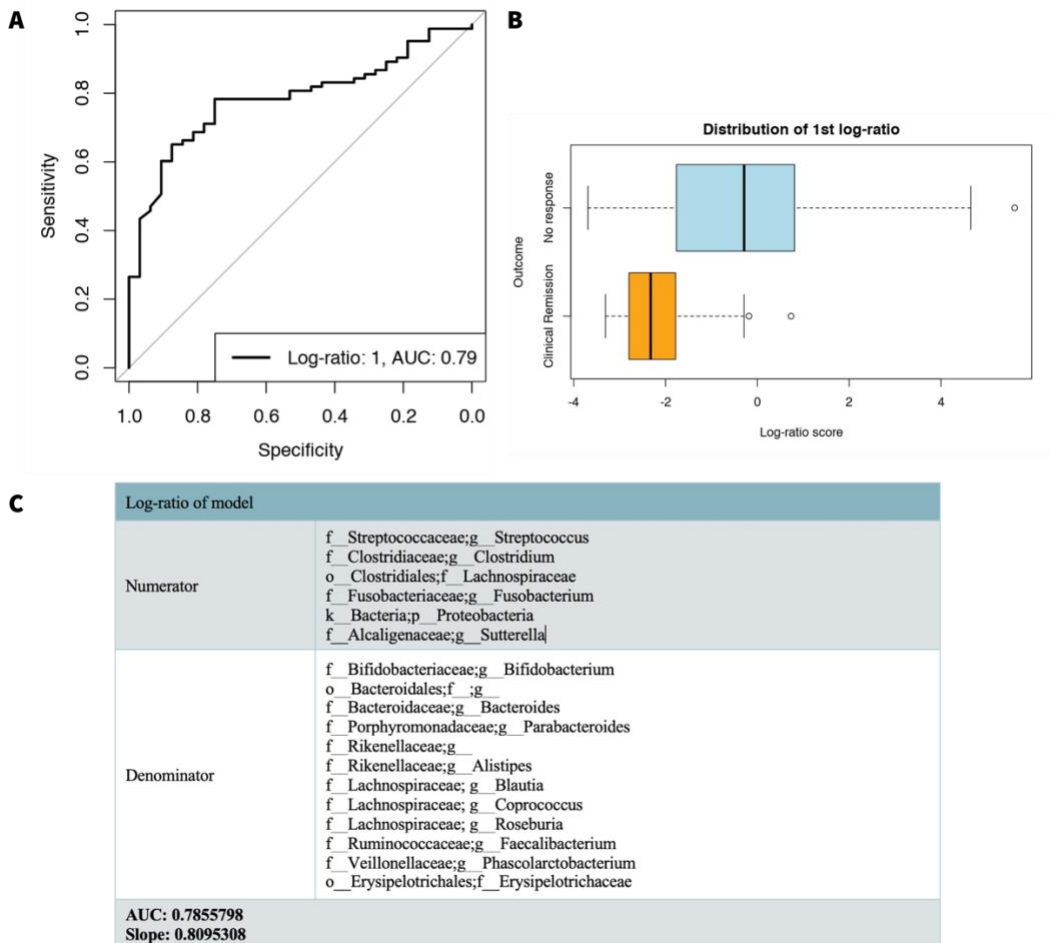 A
1.0
0.8
0.6
0.4
0.2
0.0
Sensitivity
Log-ratio: 1, AUC: 0.79
1.0 0.8 0.6 0.4 0.2 0.0
Specificity
B
Distribution of 1st log-ratio
No response
Clinical Remission
Outcome
-4 -2 0 2 4
Log-ratio score
C
Log-ratio of model
Numerator
f__Streptococcaceae;g__Streptococcus
f__Clostridiaceae;g__Clostridium
o__Clostridiales;f__Lachnospiraceae
f__Fusobacteriaceae;g__Fusobacterium
k__Bacteria;p__Proteobacteria
f__Alcaligenaceae;g__Sutterella
Denominator
f__Bifidobacteriaceae;g__Bifidobacterium
o__Bacteroidales;f__;g__
f__Bacteroidaceae;g__Bacteroides
f__Porphyromonadaceae;g__Parabacteroides
f__Rikenellaceae;g__
f__Rikenellaceae;g__Alistipes
f__Lachnospiraceae; g__Blautia
f__Lachnospiraceae; g__Coprococcus
f__Lachnospiraceae; g__Roseburia
f__Ruminococcaceae;g__Faecalibacterium
f__Veillonellaceae;g__Phascolarctobacterium
o__Erysipelotrichales;f__Erysipelotrichaceae
AUC: 0.7855798
Slope: 0.8095308